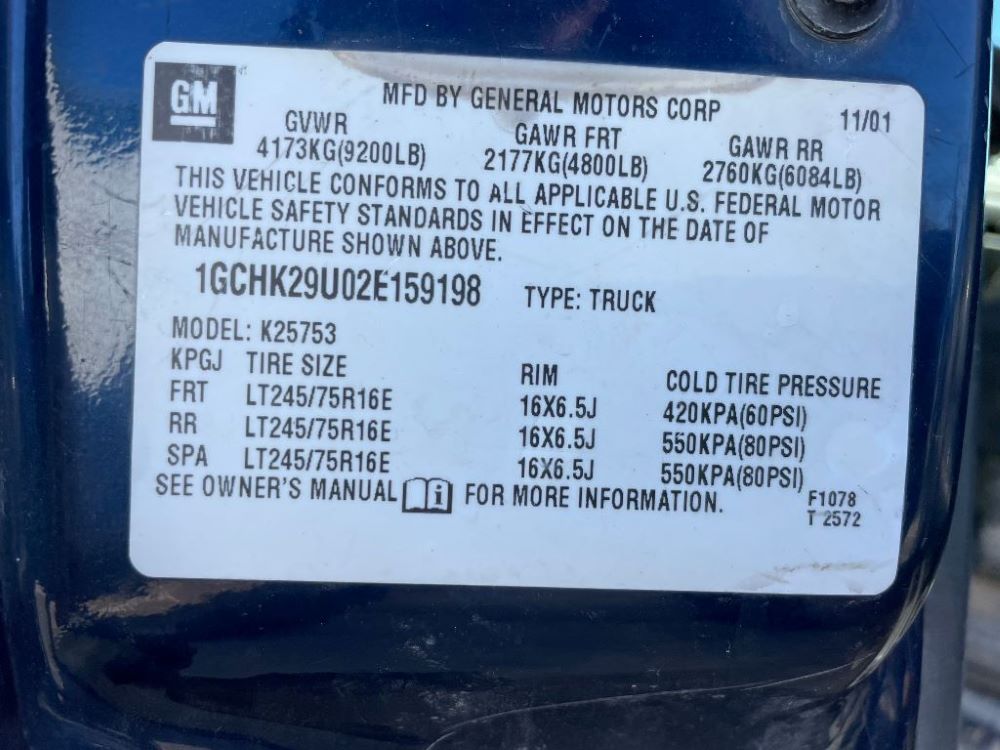 GM
MFD BY GENERAL MOTORS CORP 11/01
GVWR GAWR FRT GAWR RR
4173KG(9200LB) 2177KG(4800LB) 2760KG(6084LB)
THIS VEHICLE CONFORMS TO ALL APPLICABLE U.S. FEDERAL MOTOR
VEHICLE SAFETY STANDARDS IN EFFECT ON THE DATE OF
MANUFACTURE SHOWN ABOVE.
1GCHK29U02E159198 TYPE: TRUCK
MODEL: K25753
KPGJ TIRE SIZE RIM COLD TIRE PRESSURE
FRT LT245/75R16E 16X6.5J 420KPA(60PSI)
RR LT245/75R16E 16X6.5J 550KPA(80PSI)
SPA LT245/75R16E 16X6.5J 550KPA(80PSI)
SEE OWNER'S MANUAL i FOR MORE INFORMATION.
F1078
T 2572